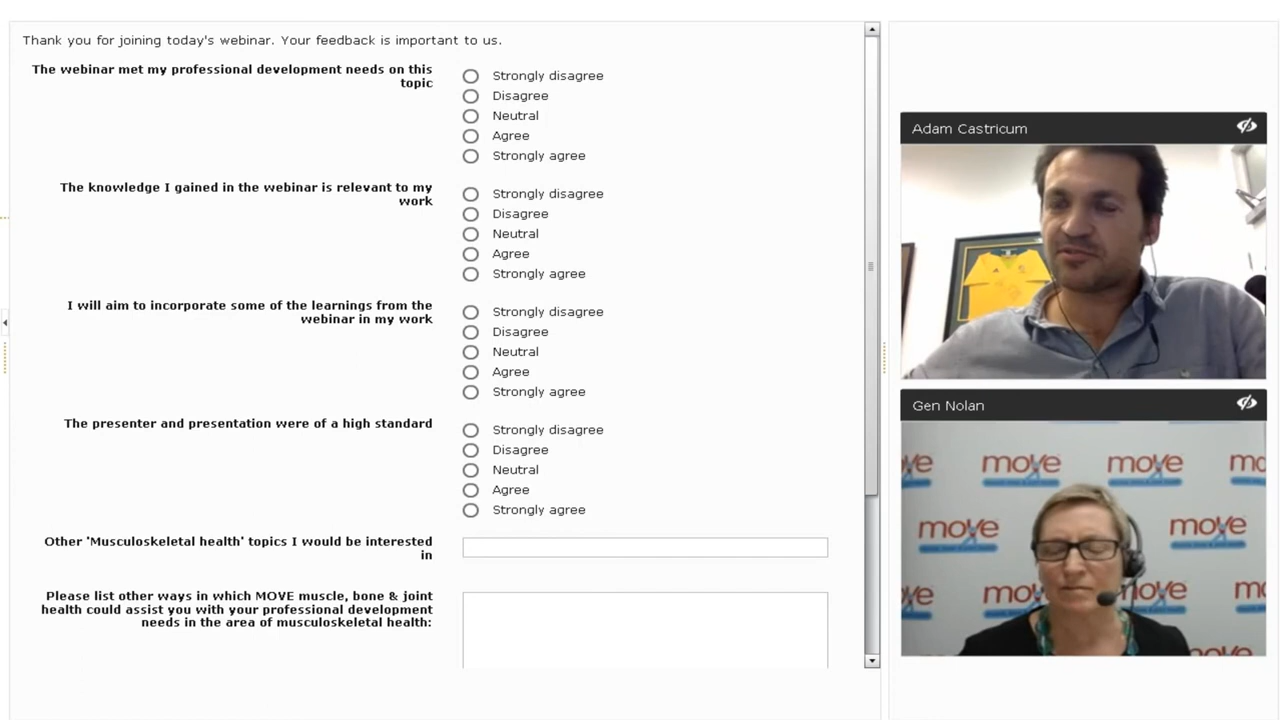 Thank you for joining today's webinar. Your feedback is important to us.
The webinar met my professional development needs on this
topic
Strongly disagree
Disagree
Neutral
Agree
Strongly agree
The knowledge I gained in the webinar is relevant to my
work
Strongly disagree
Disagree
Neutral
Agree
Strongly agree
I will aim to incorporate some of the learnings from the
webinar in my work
Strongly disagree
Disagree
Neutral
Agree
Strongly agree
The presenter and presentation were of a high standard
Strongly disagree
Disagree
Neutral
Agree
Strongly agree
Other 'Musculoskeletal health' topics I would be interested
in
Please list other ways in which MOVE muscle, bone & joint
health could assist you with your professional development
needs in the area of musculoskeletal health:
Adam Castricum
Gen Nolan
move move
move move